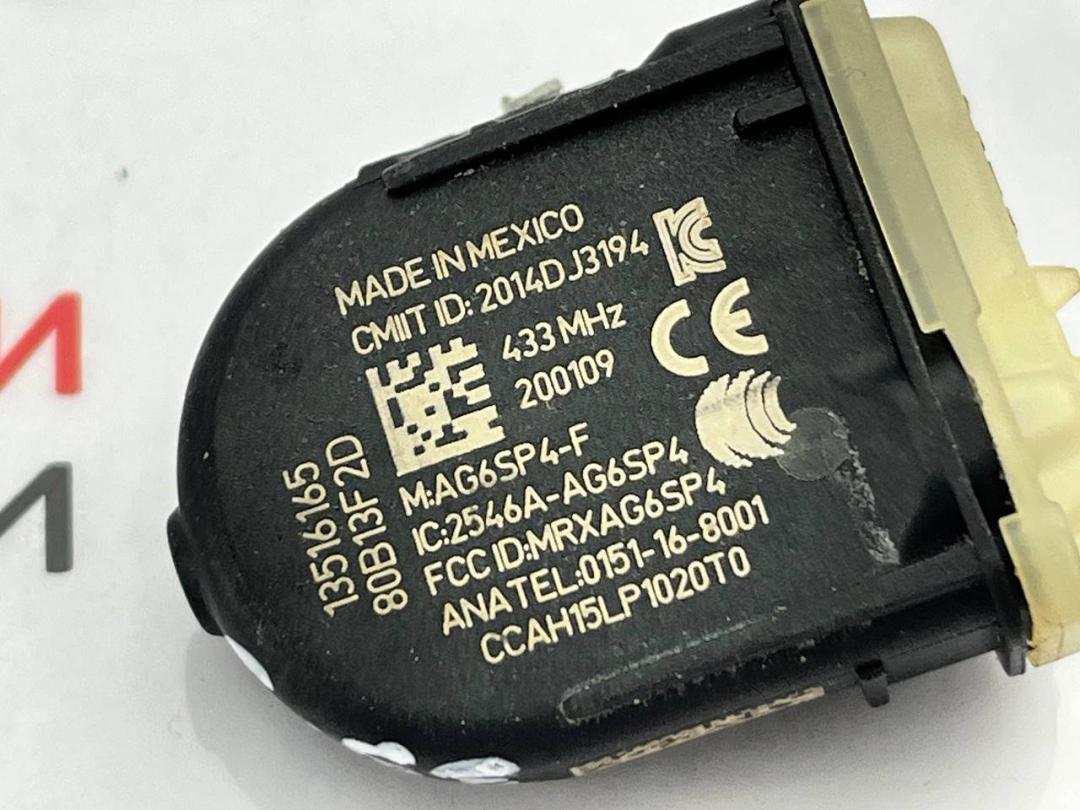 MADE IN MEXICO
CMIIT ID: 2014DJ3194
433 MHz
200109
M:AG6SP4-F
IC:2546A-AG6SP4
FCC ID:MRXAG6SP4
ANATEL:0151-16-8001
CCAH15LP1020T0
13516165
80B13F2D
CE